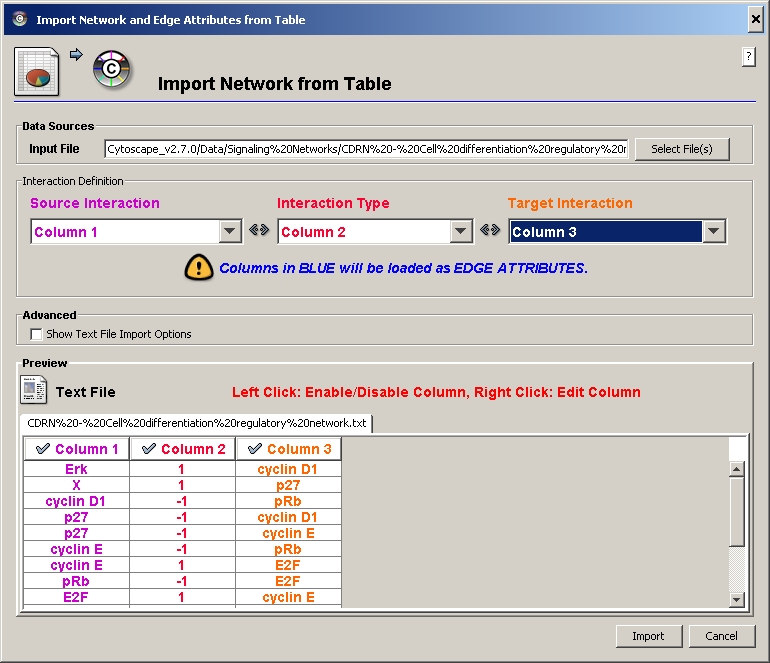 Import Network and Edge Attributes from Table
Import Network from Table
?
Data Sources
Input File Cytoscape_v2.7.0/Data/Signaling%20Networks/CDRN%20-%20Cell%20differentiation%20regulatory%20 Select File(s)
Interaction Definition
Source Interaction Interaction Type Target Interaction
Column 1 Column 2 Column 3
Columns in BLUE will be loaded as EDGE ATTRIBUTES.
Advanced
Show Text File Import Options
Preview
Text File Left Click: Enable/Disable Column, Right Click: Edit Column
CDRN%20-%20Cell%20differentiation%20regulatory%20network.txt
Column 1 Column 2 Column 3
Erk 1 cyclin D1
X 1 p27
cyclin D1 -1 pRb
p27 -1 cyclin D1
p27 -1 cyclin E
cyclin E -1 pRb
cyclin E -1 E2F
pRb -1 E2F
E2F 1 cyclin E
Import Cancel